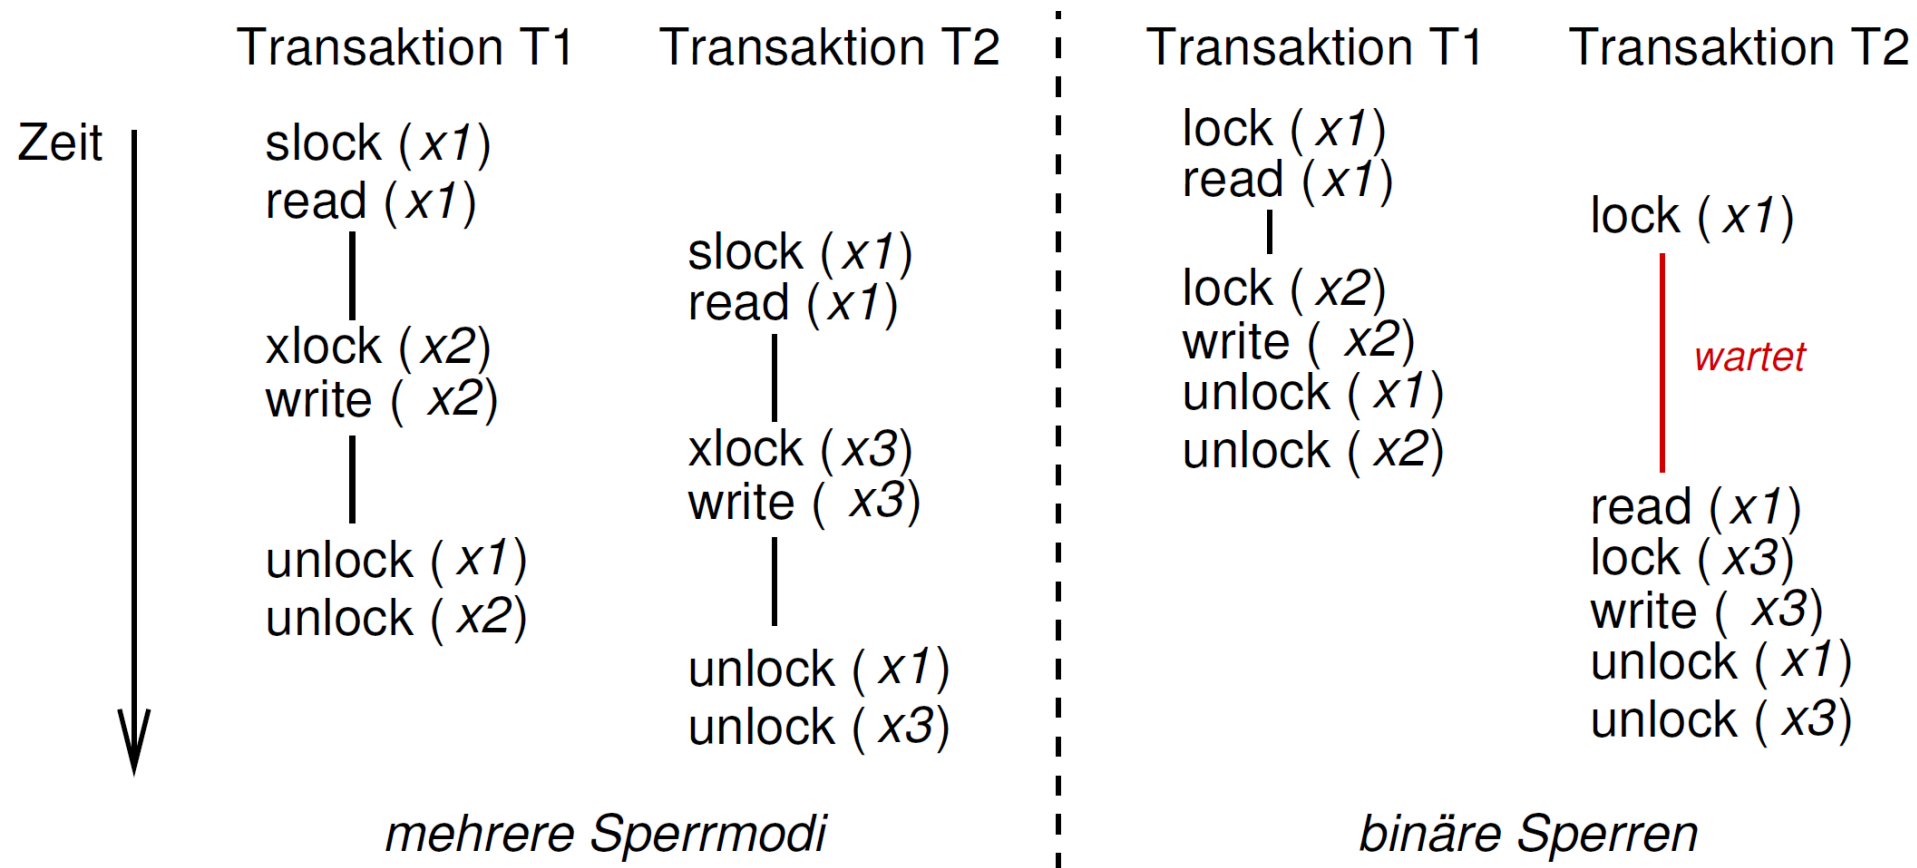 Transaktion T1
Transaktion T2
Zeit
slock (x1)
read (x1)
slock (x1)
read (x1)
xlock (x2)
write ( x2)
xlock (x3)
write ( x3)
unlock ( x1)
unlock ( x2)
unlock ( x1)
unlock ( x3)
mehrere Sperrmodi
Transaktion T1
Transaktion T2
lock ( x1)
read (x1)
lock ( x1)
lock ( x2)
write ( x2)
wartet
unlock ( x1)
unlock ( x2)
read (x1)
lock ( x3)
write ( x3)
unlock ( x1)
unlock ( x3)
binäre Sperren